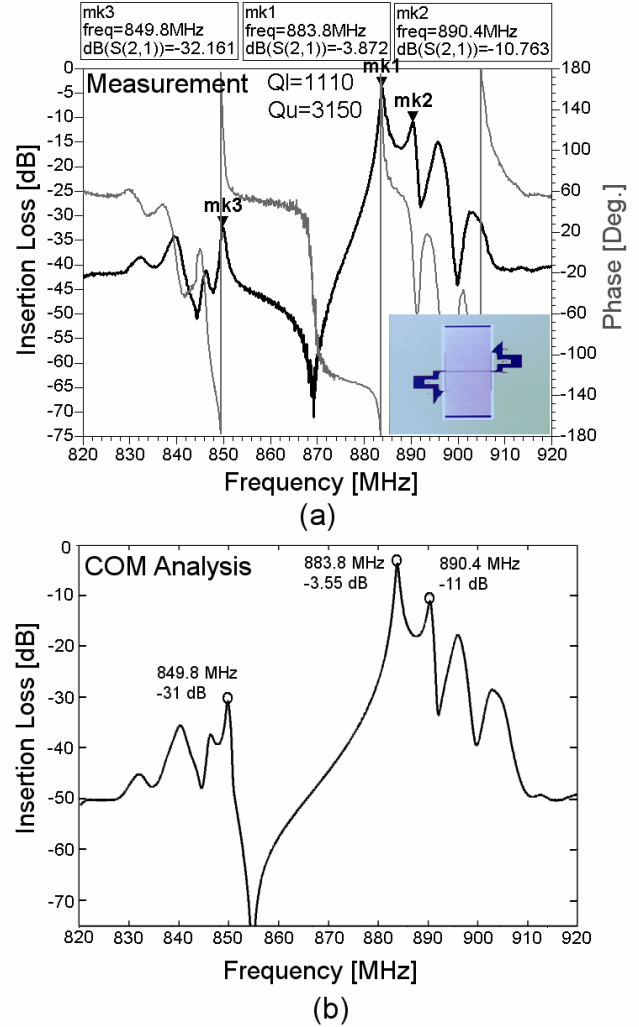 mk3
freq=849.8MHz
dB(S(2,1))=-32.161
mk1
freq=883.8MHz
dB(S(2,1))=-3.872
mk2
freq=890.4MHz
dB(S(2,1))=-10.763
Measurement
Ql=1110
Qu=3150
mk1
mk2
mk3
Insertion Loss [dB]
0
-5
-10
-15
-20
-25
-30
-35
-40
-45
-50
-55
-60
-65
-70
-75
180
140
100
60
20
-20
-60
-100
-140
-180
Phase [Deg.]
820 830 840 850 860 870 880 890 900 910 920
Frequency [MHz]
(a)
COM Analysis
883.8 MHz
-3.55 dB
890.4 MHz
-11 dB
849.8 MHz
-31 dB
Insertion Loss [dB]
0
-10
-20
-30
-40
-50
-60
-70
820 830 840 850 860 870 880 890 900 910 920
Frequency [MHz]
(b)